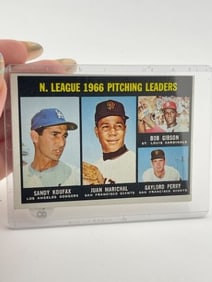 N. LEAGUE 1966 PITCHING LEADERS
BOB GIBSON
ST. LOUIS CARDINALS
SANDY KOUFAX
LOS ANGELES DODGERS
JUAN MARICHAL
SAN FRANCISCO GIANTS
GAYLORD PERRY
SAN FRANCISCO GIANTS